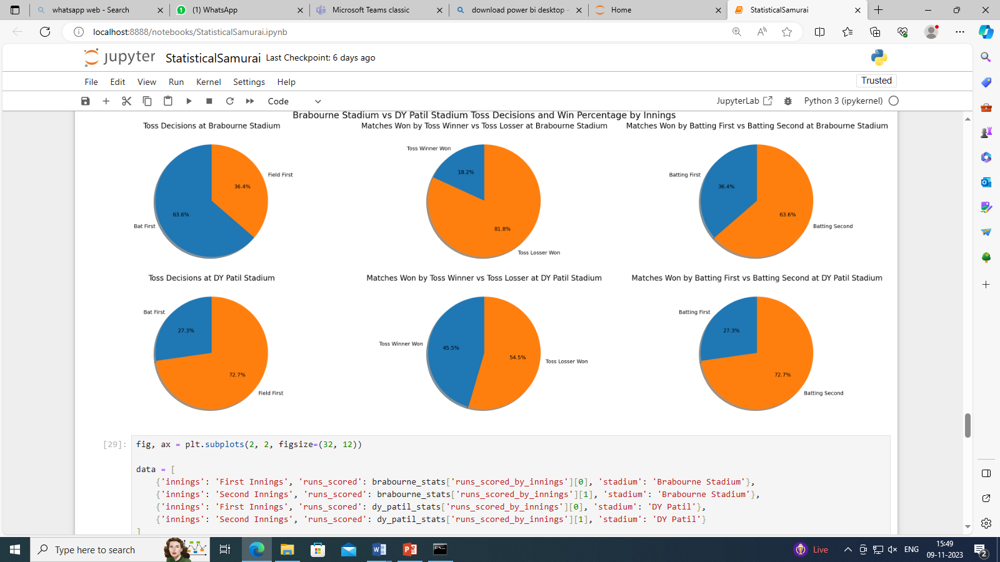 whatsapp web - Search
(1) WhatsApp
Microsoft Teams classic
download power bi desktop -
Home
StatisticalSamurai
localhost:8888/notebooks/StatisticalSamurai.ipynb
jupyter StatisticalSamurai Last Checkpoint: 6 days ago
File Edit View Run Kernel Settings Help
Trusted
Code
JupyterLab
Python 3 (ipykernel)
Brabourne Stadium vs DY Patil Stadium Toss Decisions and Win Percentage by Innings
Toss Decisions at Brabourne Stadium
Field First
36.4%
63.6%
Bat First
Matches Won by Toss Winner vs Toss Losser at Brabourne Stadium
Toss Winner Won
18.2%
81.8%
Toss Losser Won
Matches Won by Batting First vs Batting Second at Brabourne Stadium
Batting First
36.4%
63.6%
Batting Second
Toss Decisions at DY Patil Stadium
Bat First
27.3%
72.7%
Field First
Matches Won by Toss Winner vs Toss Losser at DY Patil Stadium
Toss Winner Won
45.5%
54.5%
Toss Losser Won
Matches Won by Batting First vs Batting Second at DY Patil Stadium
Batting First
27.3%
72.7%
Batting Second
[29]:
fig, ax = plt.subplots(2, 2, figsize=(32, 12))
data = [
{'innings': 'First Innings', 'runs_scored': brabourne_stats['runs_scored_by_innings'][0], 'stadium': 'Brabourne Stadium'},
{'innings': 'Second Innings', 'runs_scored': brabourne_stats['runs_scored_by_innings'][1], 'stadium': 'Brabourne Stadium'},
{'innings': 'First Innings', 'runs_scored': dy_patil_stats['runs_scored_by_innings'][0], 'stadium': 'DY Patil'},
{'innings': 'Second Innings', 'runs_scored': dy_patil_stats['runs_scored_by_innings'][1], 'stadium': 'DY Patil'}
]
Type here to search
Live
ENG
15:49
09-11-2023
2